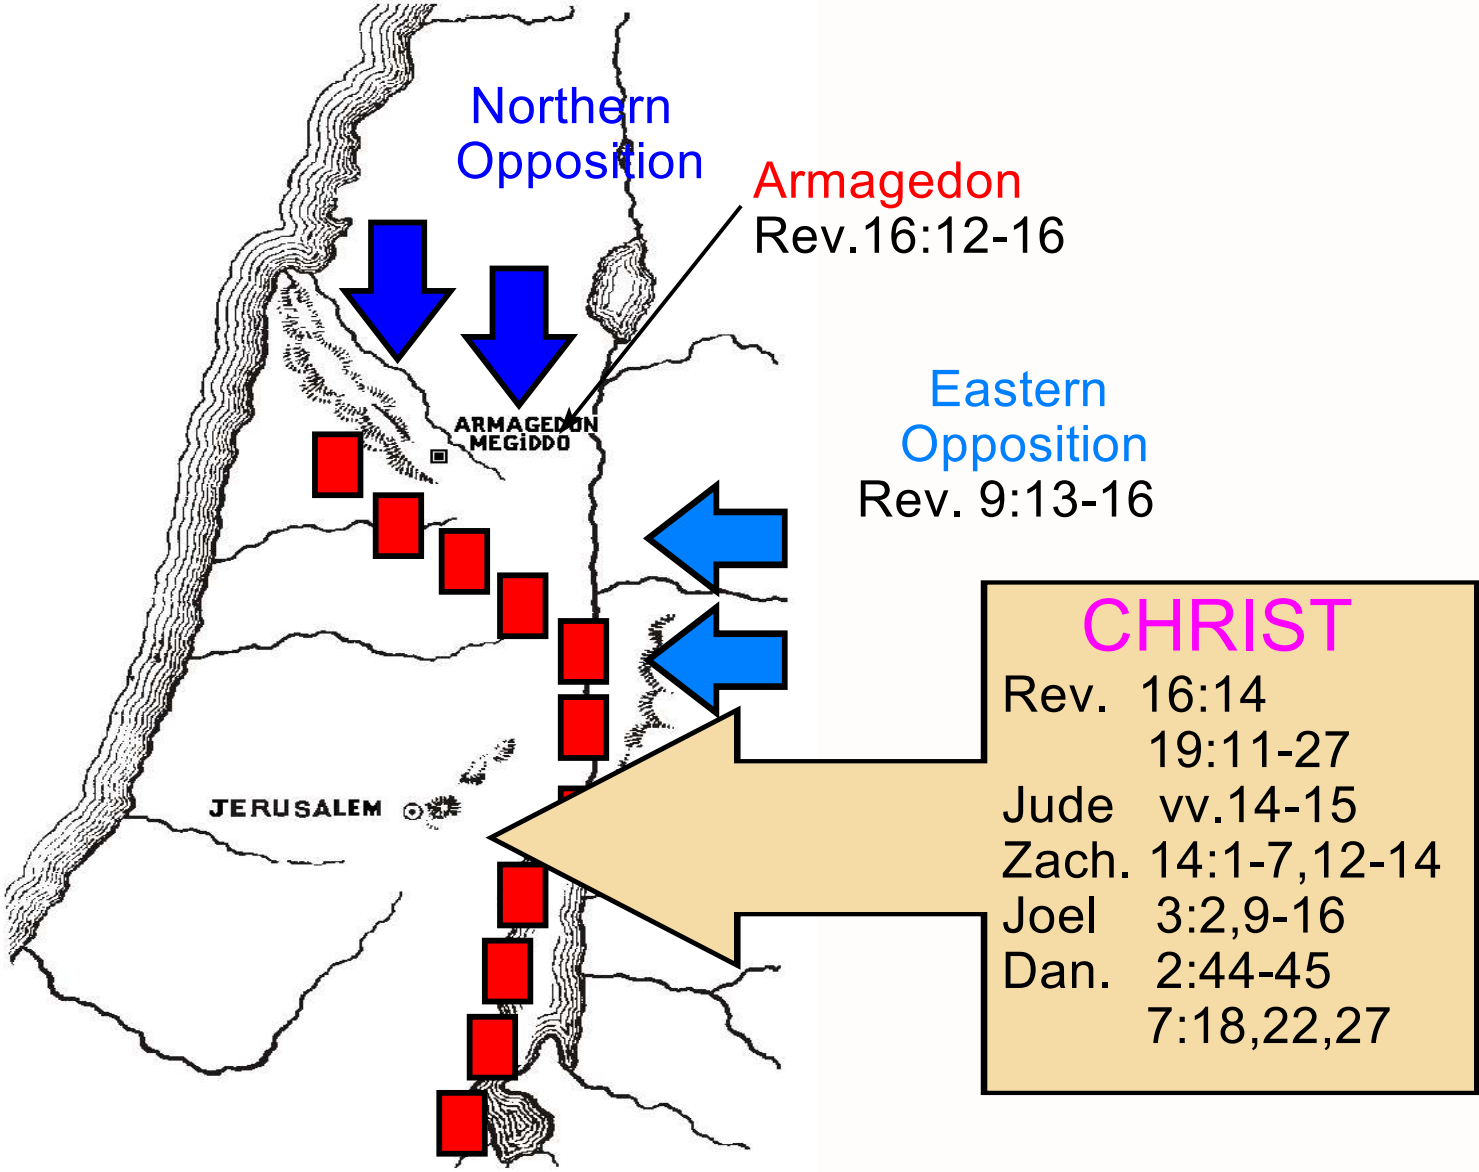 Northern
Opposition
Armagedon
Rev.16:12-16
ARMAGEDON
MEGIDDO
Eastern
Opposition
Rev. 9:13-16
JERUSALEM
CHRIST
Rev. 16:14
19:11-27
Jude vv.14-15
Zach. 14:1-7,12-14
Joel 3:2,9-16
Dan. 2:44-45
7:18,22,27